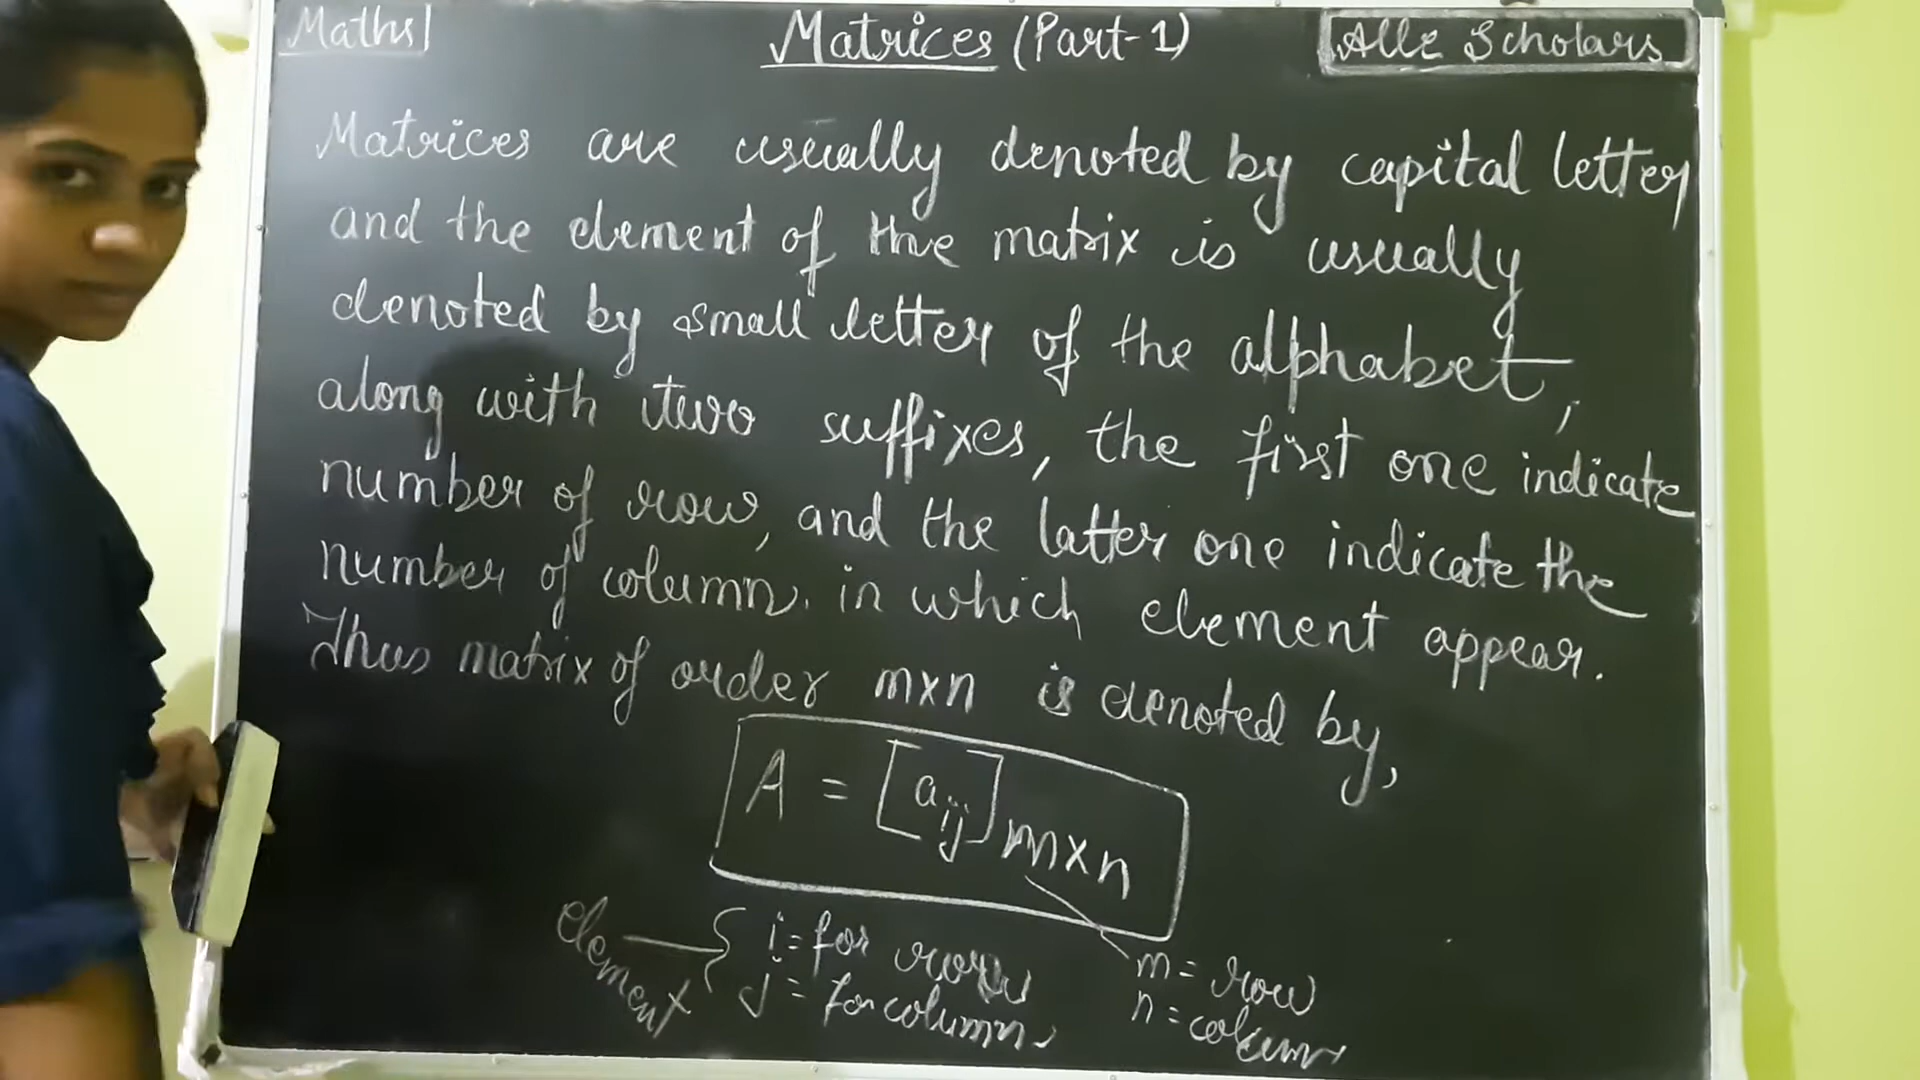 Maths
Matrices (Part-1)
Alle Scholars
Matrices are usually denoted by capital letter
and the element of the matrix is usually
denoted by small letter of the alphabet,
along with two suffixes, the first one indicate
number of row, and the latter one indicate the
number of column. in which element appear.
Thus matrix of order m×n is denoted by,
A = [a_ij]_m×n
element { i = for row
j = for column
m = row
n = column